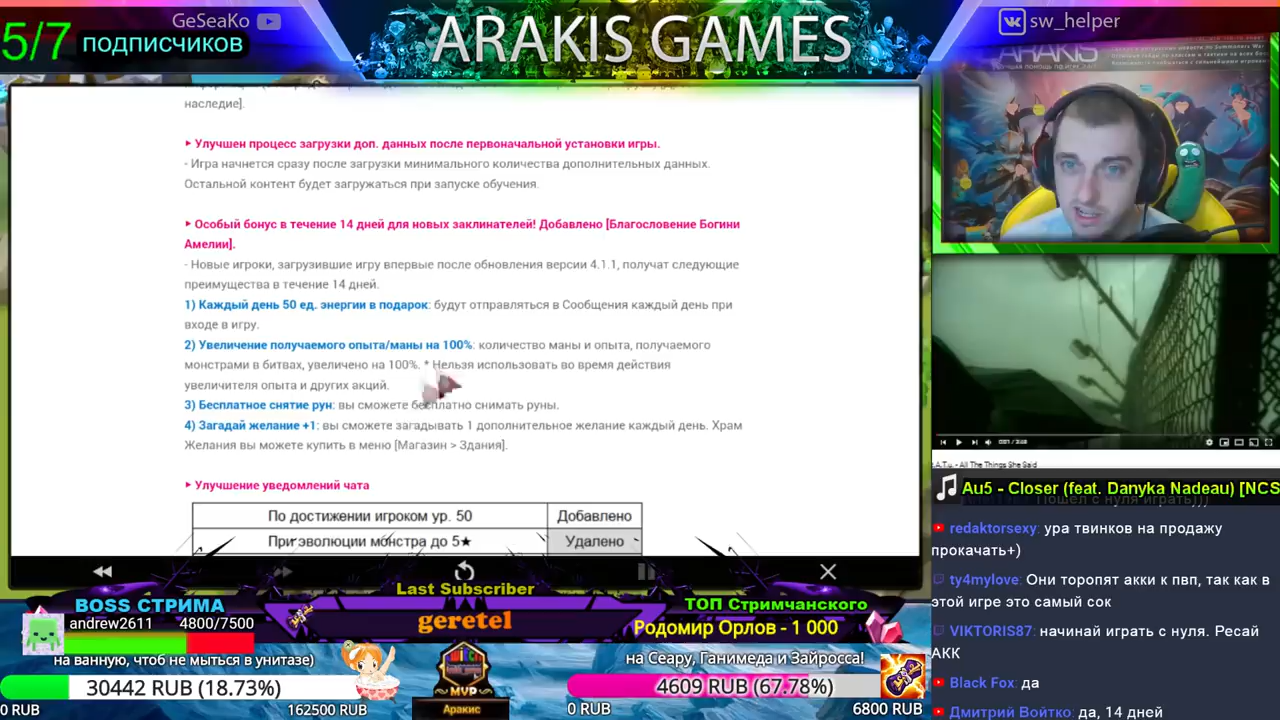 5/7 подписчиков
GeSeaKo
ARAKIS GAMES
sw_helper
наследие].
▸ Улучшен процесс загрузки доп. данных после первоначальной установки игры.
- Игра начнется сразу после загрузки минимального количества дополнительных данных.
Остальной контент будет загружаться при запуске обучения.
▸ Особый бонус в течение 14 дней для новых заклинателей! Добавлено [Благословение Богини
Амелии].
- Новые игроки, загрузившие игру впервые после обновления версии 4.1.1, получат следующие
преимущества в течение 14 дней.
1) Каждый день 50 ед. энергии в подарок: будут отправляться в Сообщения каждый день при
входе в игру.
2) Увеличение получаемого опыта/маны на 100%: количество маны и опыта, получаемого
монстрами в битвах, увеличено на 100%. * Нельзя использовать во время действия
увеличителя опыта и других акций.
3) Бесплатное снятие рун: вы сможете бесплатно снимать руны.
4) Загадай желание +1: вы сможете загадывать 1 дополнительное желание каждый день. Храм
Желания вы можете купить в меню [Магазин > Здания].
▸ Улучшение уведомлений чата
По достижении игроком ур. 50 Добавлено
При эволюции монстра до 5★ Удалено
ARAKIS
- All The Things She Said
Au5 - Closer (feat. Danyka Nadeau) [NCS
Пошел с нуля играть)))
redaktorsexy: ура твинков на продажу
прокачать+)
ty4mylove: Они торопят акки к пвп, так как в
этой игре это самый сок
VIKTORIS87: начинай играть с нуля. Ресай
АКК
Black Fox: да
Дмитрий Войтко: да, 14 дней
BOSS СТРИМА
andrew2611 4800/7500
Last Subscriber
geretel
ТОП Стримчанского
Родомир Орлов - 1 000
на ванную, чтоб не мыться в унитазе)
30442 RUB (18.73%)
0 RUB 162500 RUB
MVP
Аракис
на Сеару, Ганимеда и Зайросса!
4609 RUB (67.78%)
0 RUB 6800 RUB